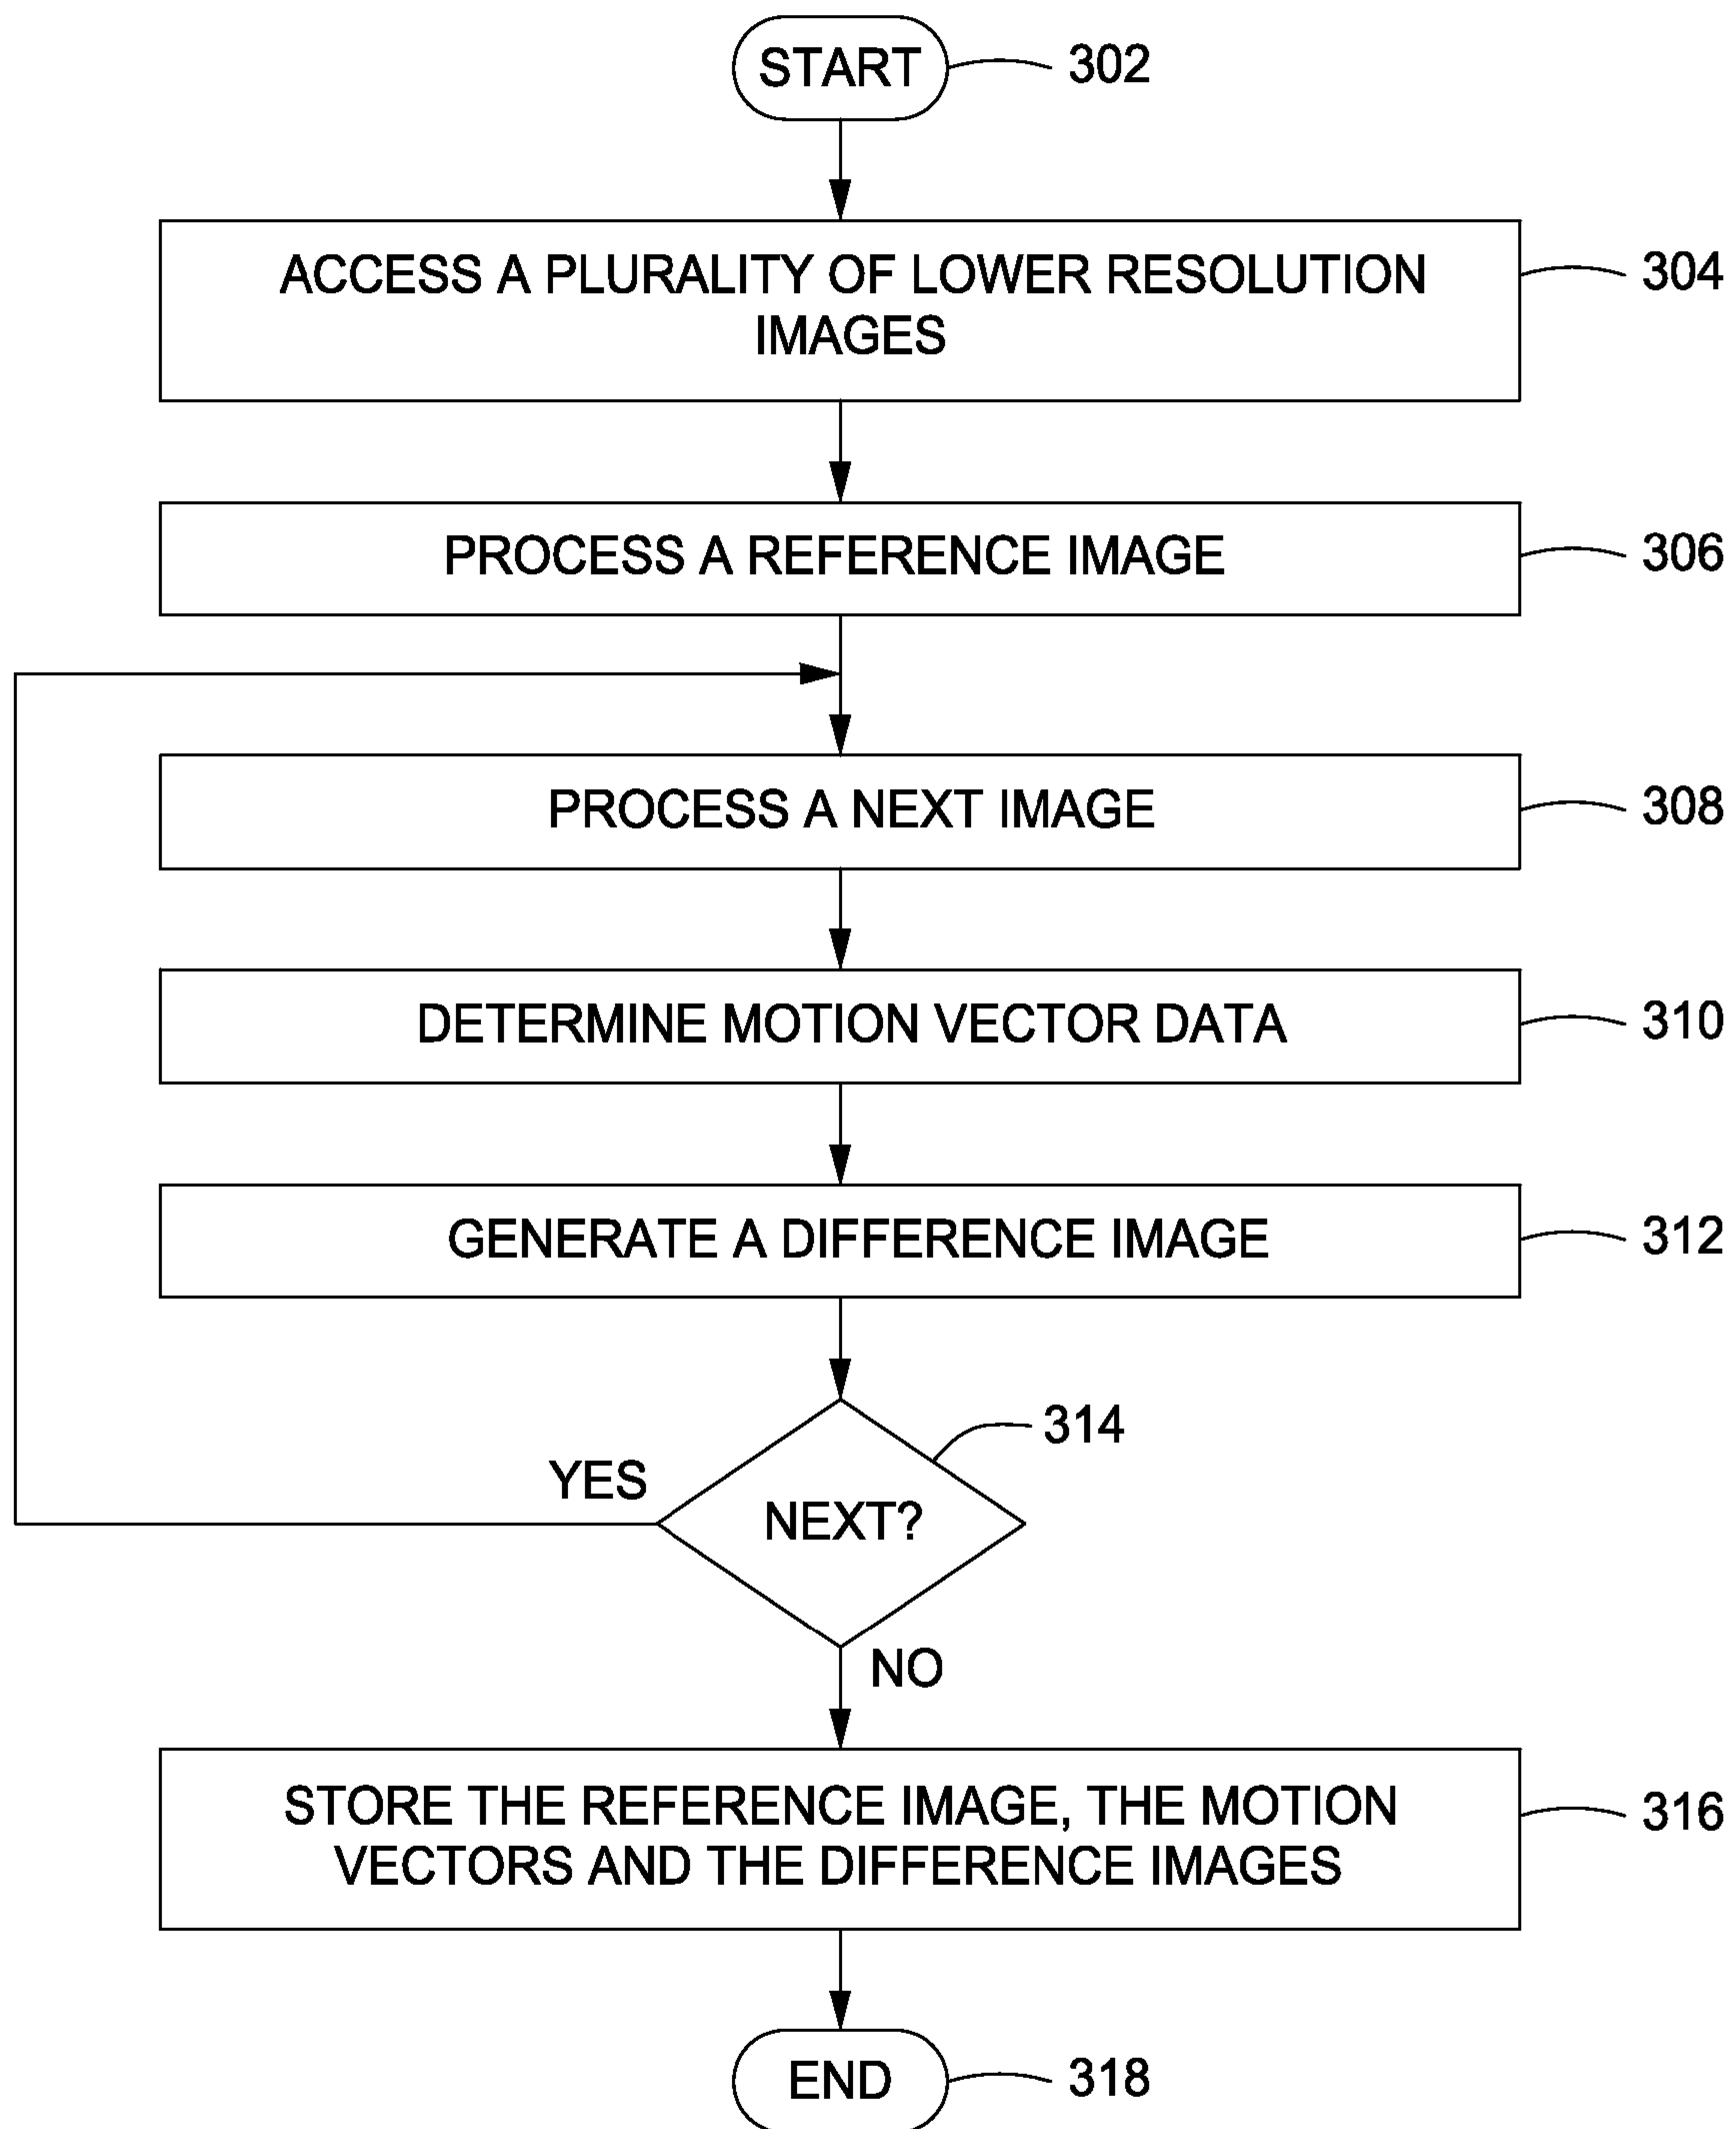 START
302
ACCESS A PLURALITY OF LOWER RESOLUTION
IMAGES
304
PROCESS A REFERENCE IMAGE
306
PROCESS A NEXT IMAGE
308
DETERMINE MOTION VECTOR DATA
310
GENERATE A DIFFERENCE IMAGE
312
314
YES
NEXT?
NO
STORE THE REFERENCE IMAGE, THE MOTION
VECTORS AND THE DIFFERENCE IMAGES
316
END
318